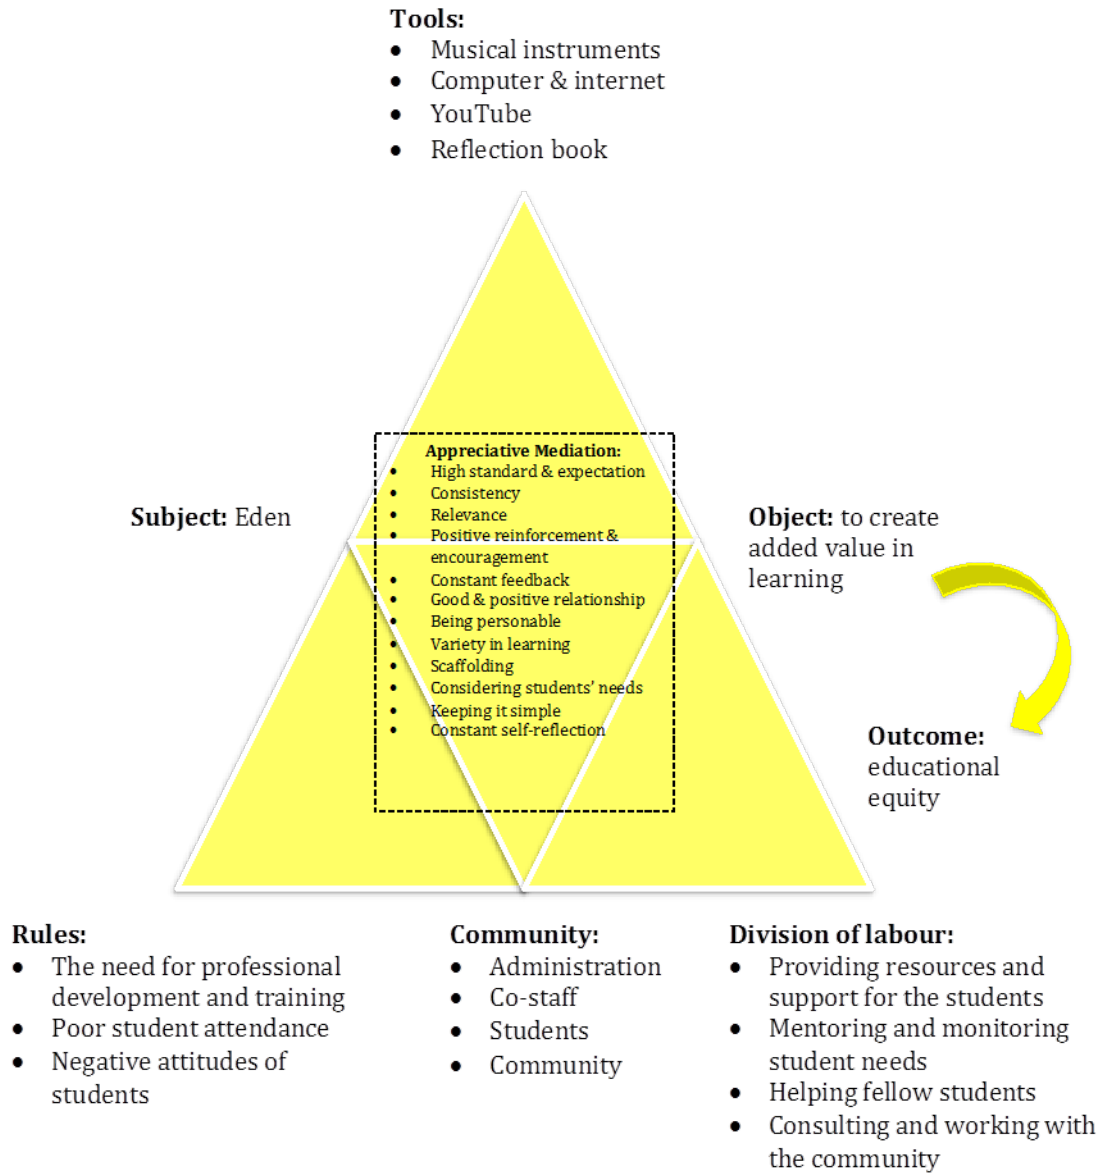 Tools:
• Musical instruments
• Computer & internet
• YouTube
• Reflection book
Appreciative Mediation:
• High standard & expectation
• Consistency
• Relevance
• Positive reinforcement &
encouragement
• Constant feedback
• Good & positive relationship
• Being personable
• Variety in learning
• Scaffolding
• Considering students’ needs
• Keeping it simple
• Constant self-reflection
Subject: Eden
Object: to create
added value in
learning
Outcome:
educational
equity
Rules:
• The need for professional
development and training
• Poor student attendance
• Negative attitudes of
students
Community:
• Administration
• Co-staff
• Students
• Community
Division of labour:
• Providing resources and
support for the students
• Mentoring and monitoring
student needs
• Helping fellow students
• Consulting and working with
the community